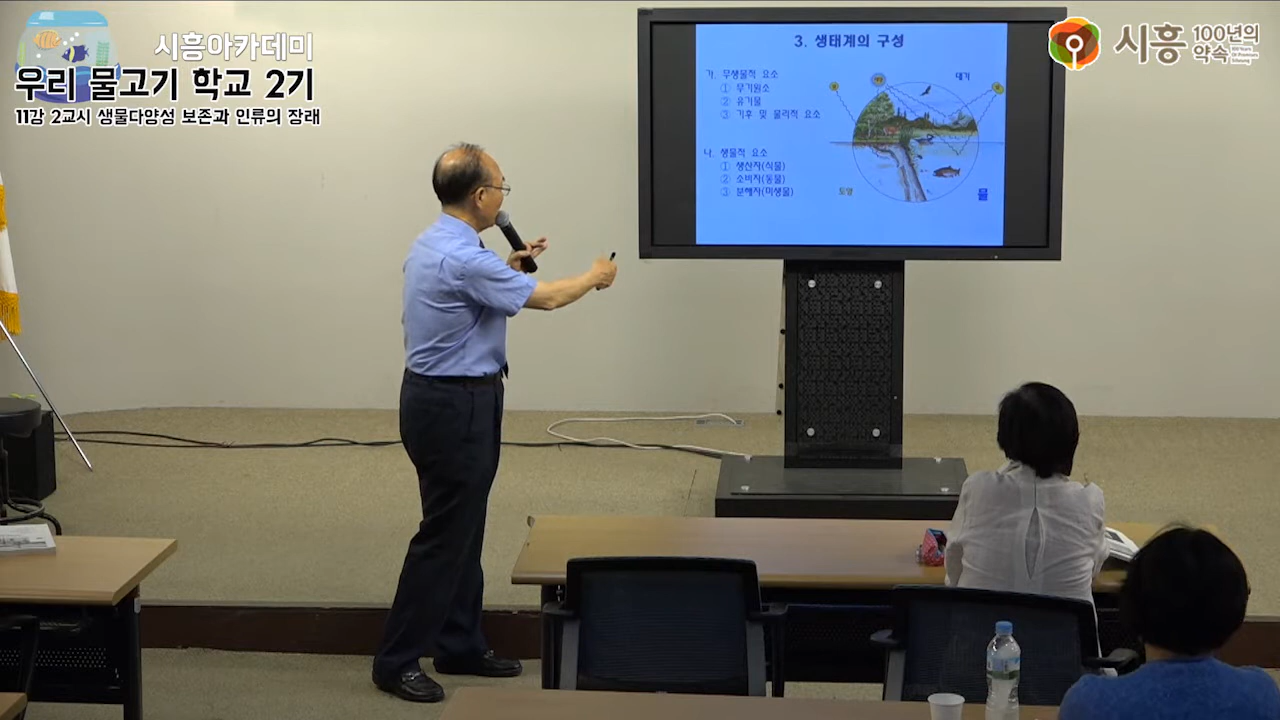 시흥아카데미
우리 물고기 학교 2기
11강 2교시 생물다양성 보존과 인류의 장래
시흥 100년의 약속
3. 생태계의 구성
가. 무생물적 요소
① 무기원소
② 유기물
③ 기후 및 물리적 요소
나. 생물적 요소
① 생산자(식물)
② 소비자(동물)
③ 분해자(미생물)
대기
토양
물